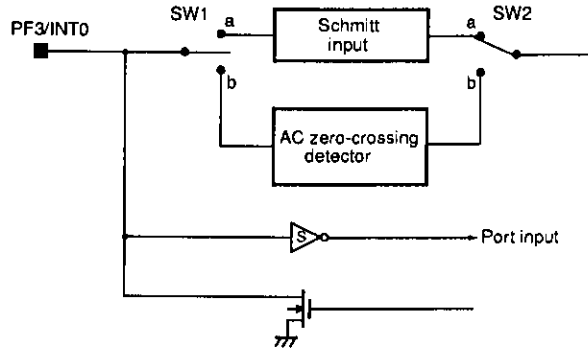 PF3/INT0
SW1
a
Schmitt
input
a
SW2
b
AC zero-crossing
detector
b
S
Port input